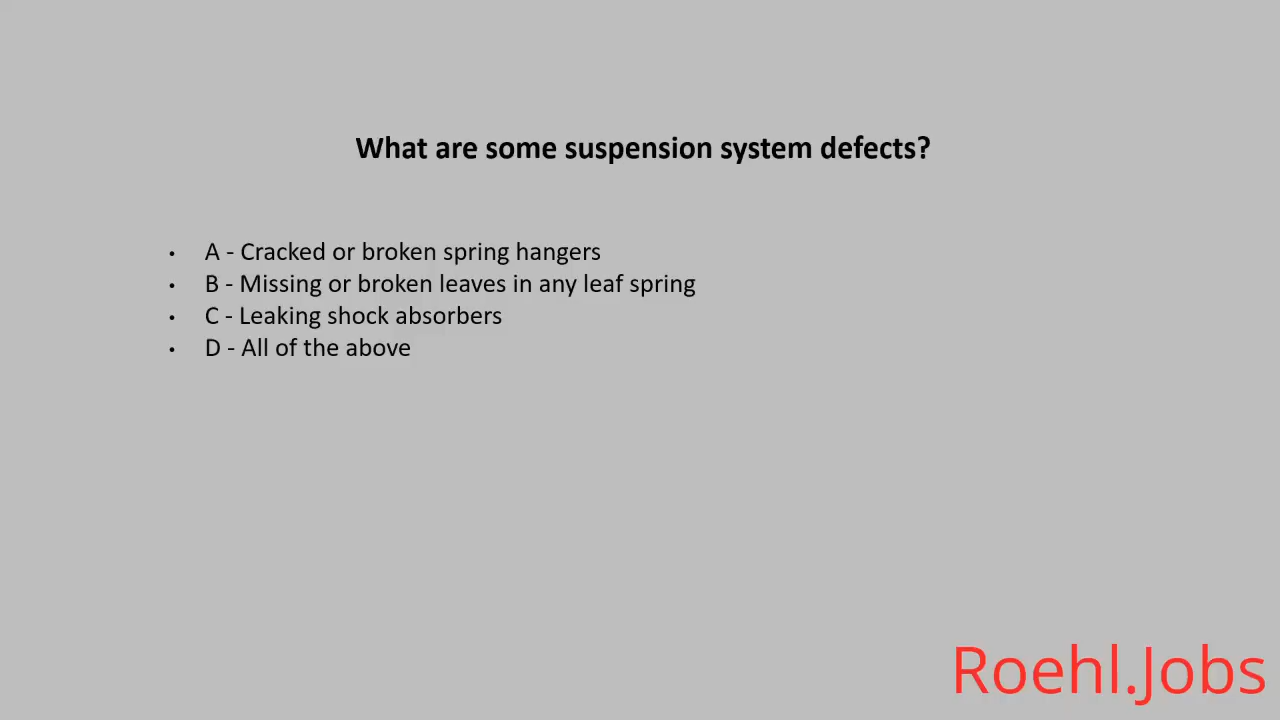 What are some suspension system defects?
• A - Cracked or broken spring hangers
• B - Missing or broken leaves in any leaf spring
• C - Leaking shock absorbers
• D - All of the above
Roehl.Jobs